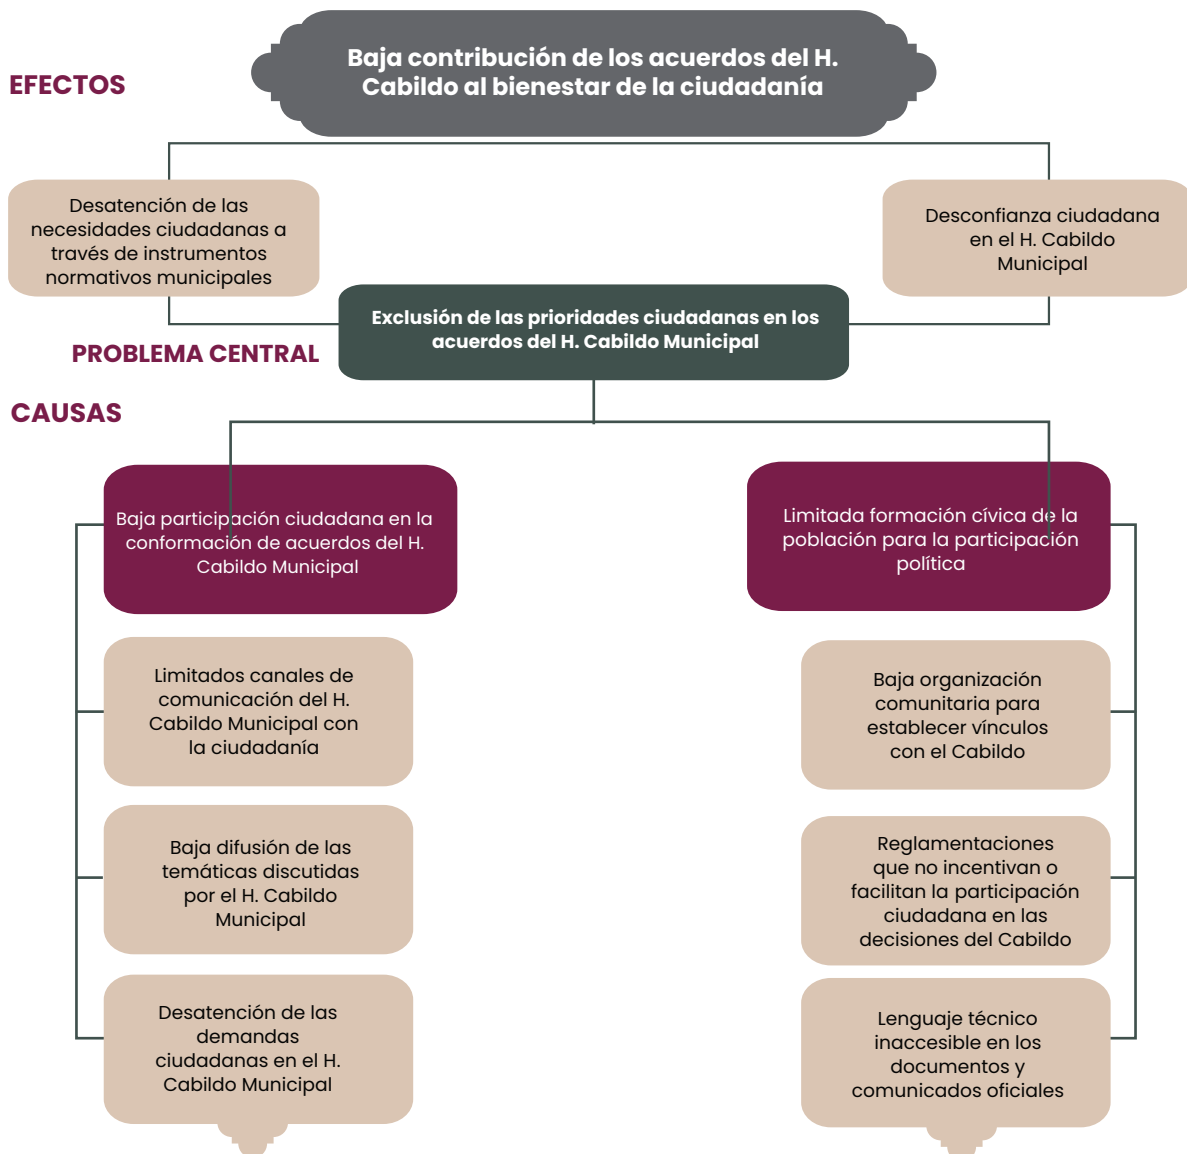 Baja contribución de los acuerdos del H.
Cabildo al bienestar de la ciudadanía
EFECTOS
Desatención de las
necesidades ciudadanas a
través de instrumentos
normativos municipales
Desconfianza ciudadana
en el H. Cabildo
Municipal
Exclusión de las prioridades ciudadanas en los
acuerdos del H. Cabildo Municipal
PROBLEMA CENTRAL
CAUSAS
Baja participación ciudadana en la
conformación de acuerdos del H.
Cabildo Municipal
Limitados canales de
comunicación del H.
Cabildo Municipal con
la ciudadanía
Baja difusión de las
temáticas discutidas
por el H. Cabildo
Municipal
Desatención de las
demandas
ciudadanas en el H.
Cabildo Municipal
Limitada formación cívica de la
población para la participación
política
Baja organización
comunitaria para
establecer vínculos
con el Cabildo
Reglamentaciones
que no incentivan o
facilitan la participación
ciudadana en las
decisiones del Cabildo
Lenguaje técnico
inaccesible en los
documentos y
comunicados oficiales